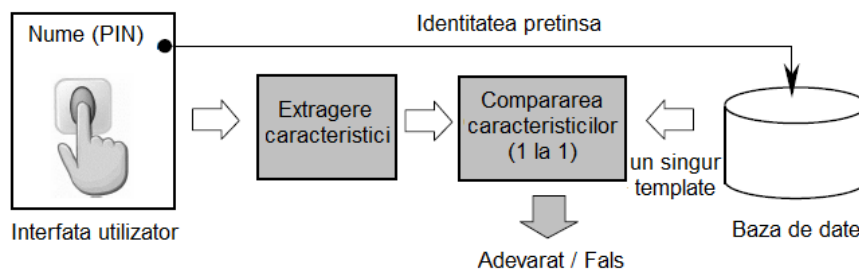 Nume (PIN)
Identitatea pretinsa
Extragere
caracteristici
Compararea
caracteristicilor
(1 la 1)
un singur
template
Interfata utilizator
Baza de date
Adevarat / Fals